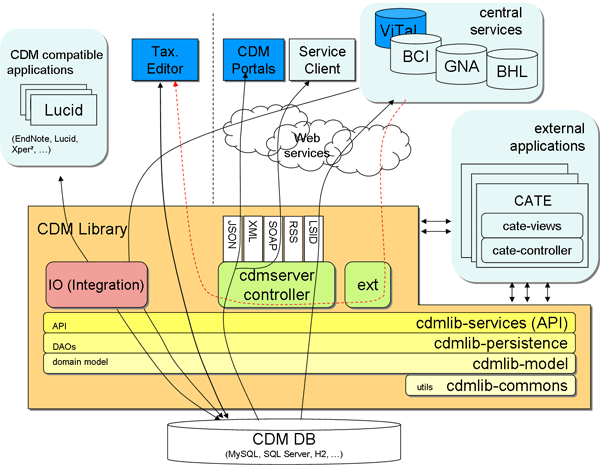 CDM compatible
applications
Lucid
(EndNote, Lucid,
Xper², …)
Tax.
Editor
CDM
Portals
Service
Client
central
services
ViTal
BCI
GNA
BHL
Web
services
external
applications
CATE
cate-views
cate-controller
CDM Library
JSON
XML
SOAP
RSS
LSID
IO (Integration)
cdmserver
controller
ext
API
cdmlib-services (API)
DAOs
cdmlib-persistence
domain model
cdmlib-model
utils
cdmlib-commons
CDM DB
(MySQL, SQL Server, H2, …)